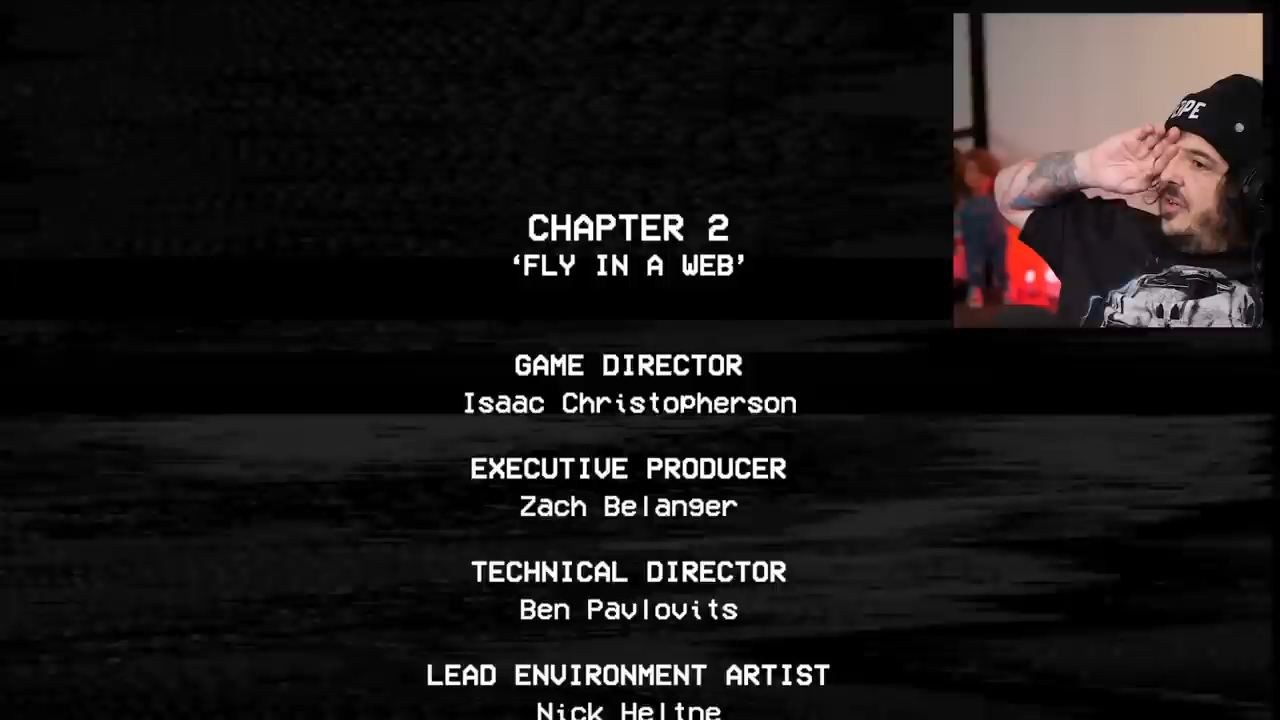 CHAPTER 2
‘FLY IN A WEB’
GAME DIRECTOR
Isaac Christopherson
EXECUTIVE PRODUCER
Zach Belanger
TECHNICAL DIRECTOR
Ben Pavlovits
LEAD ENVIRONMENT ARTIST
Nick Heltne